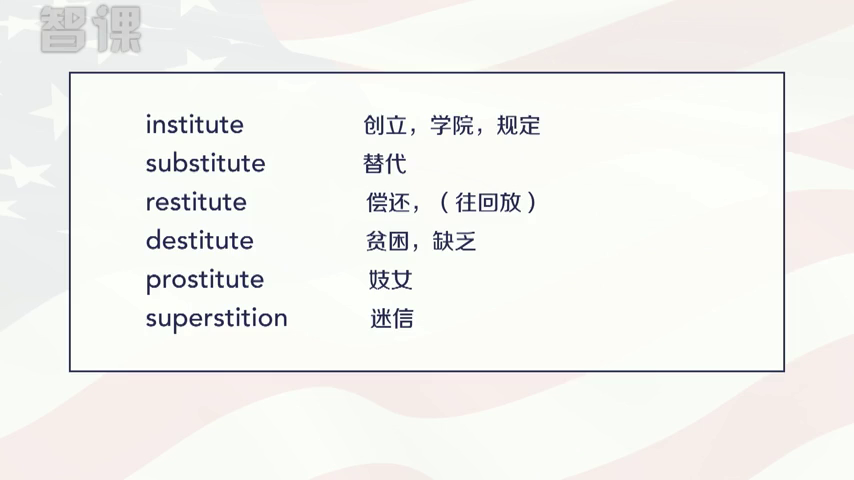 智课
institute 创立，学院，规定
substitute 替代
restitute 偿还，（往回放）
destitute 贫困，缺乏
prostitute 妓女
superstition 迷信